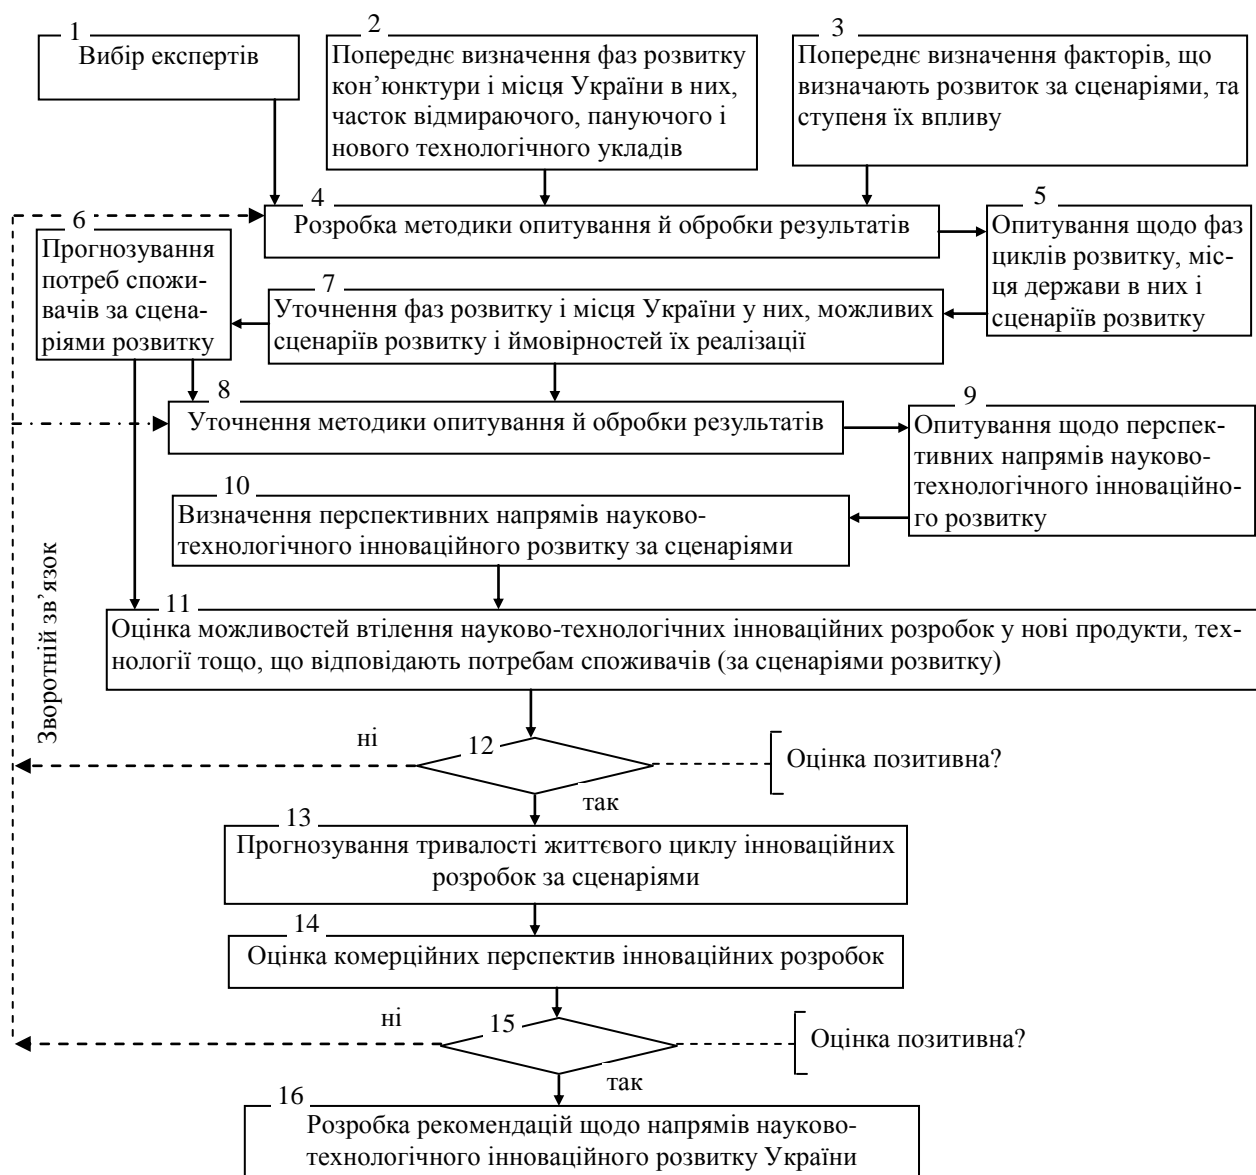 1
Вибір експертів
2
Попереднє визначення фаз розвитку
кон’юнктури і місця України в них,
часток відмираючого, пануючого і
нового технологічного укладів
3
Попереднє визначення факторів, що
визначають розвиток за сценаріями, та
ступеня їх впливу
4
Розробка методики опитування й обробки результатів
5
Опитування щодо фаз
циклів розвитку, міс-
ця держави в них і
сценаріїв розвитку
6
Прогнозування
потреб спожи-
вачів за сцена-
ріями розвитку
7
Уточнення фаз розвитку і місця України у них, можливих
сценаріїв розвитку і ймовірностей їх реалізації
8
Уточнення методики опитування й обробки результатів
9
Опитування щодо перспек-
тивних напрямів науково-
технологічного інноваційно-
го розвитку
10
Визначення перспективних напрямів науково-
технологічного інноваційного розвитку за сценаріями
Зворотній зв’язок
11
Оцінка можливостей втілення науково-технологічних інноваційних розробок у нові продукти, тех-
нології тощо, що відповідають потребам споживачів (за сценаріями розвитку)
ні
12
Оцінка позитивна?
так
13
Прогнозування тривалості життєвого циклу інноваційних
розробок за сценаріями
14
Оцінка комерційних перспектив інноваційних розробок
ні
15
Оцінка позитивна?
так
16
Розробка рекомендацій щодо напрямів науково-
технологічного інноваційного розвитку України